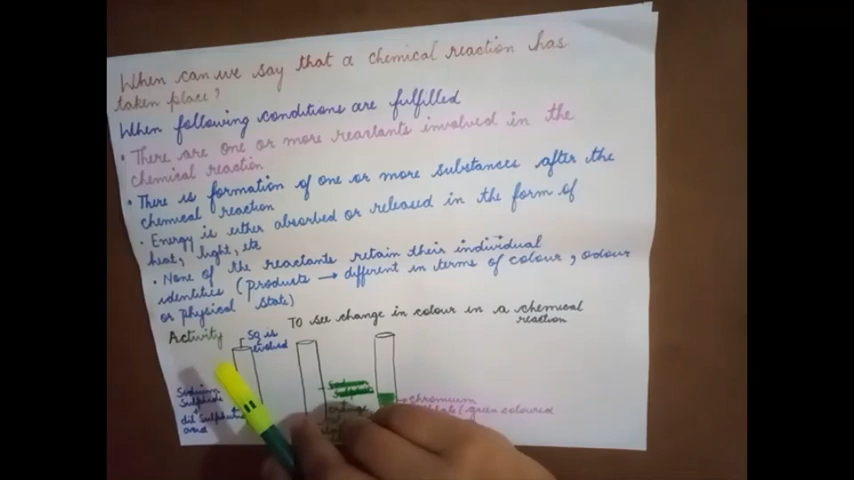 When can we say that a chemical reaction has
taken place?
When following conditions are fulfilled
• There are one or more reactants involved in the
chemical reaction
• There is formation of one or more substances after the
chemical reaction
• Energy is either absorbed or released in the form of
heat, light, etc
• None of the reactants retain their individual
identities (Products → different in terms of colour, odour
or physical state)
Activity
To see change in colour in a chemical
reaction
SO₂ is
evolved
Sodium
Sulphide
+
dil Sulphuric
acid
orange
chromium
(green coloured